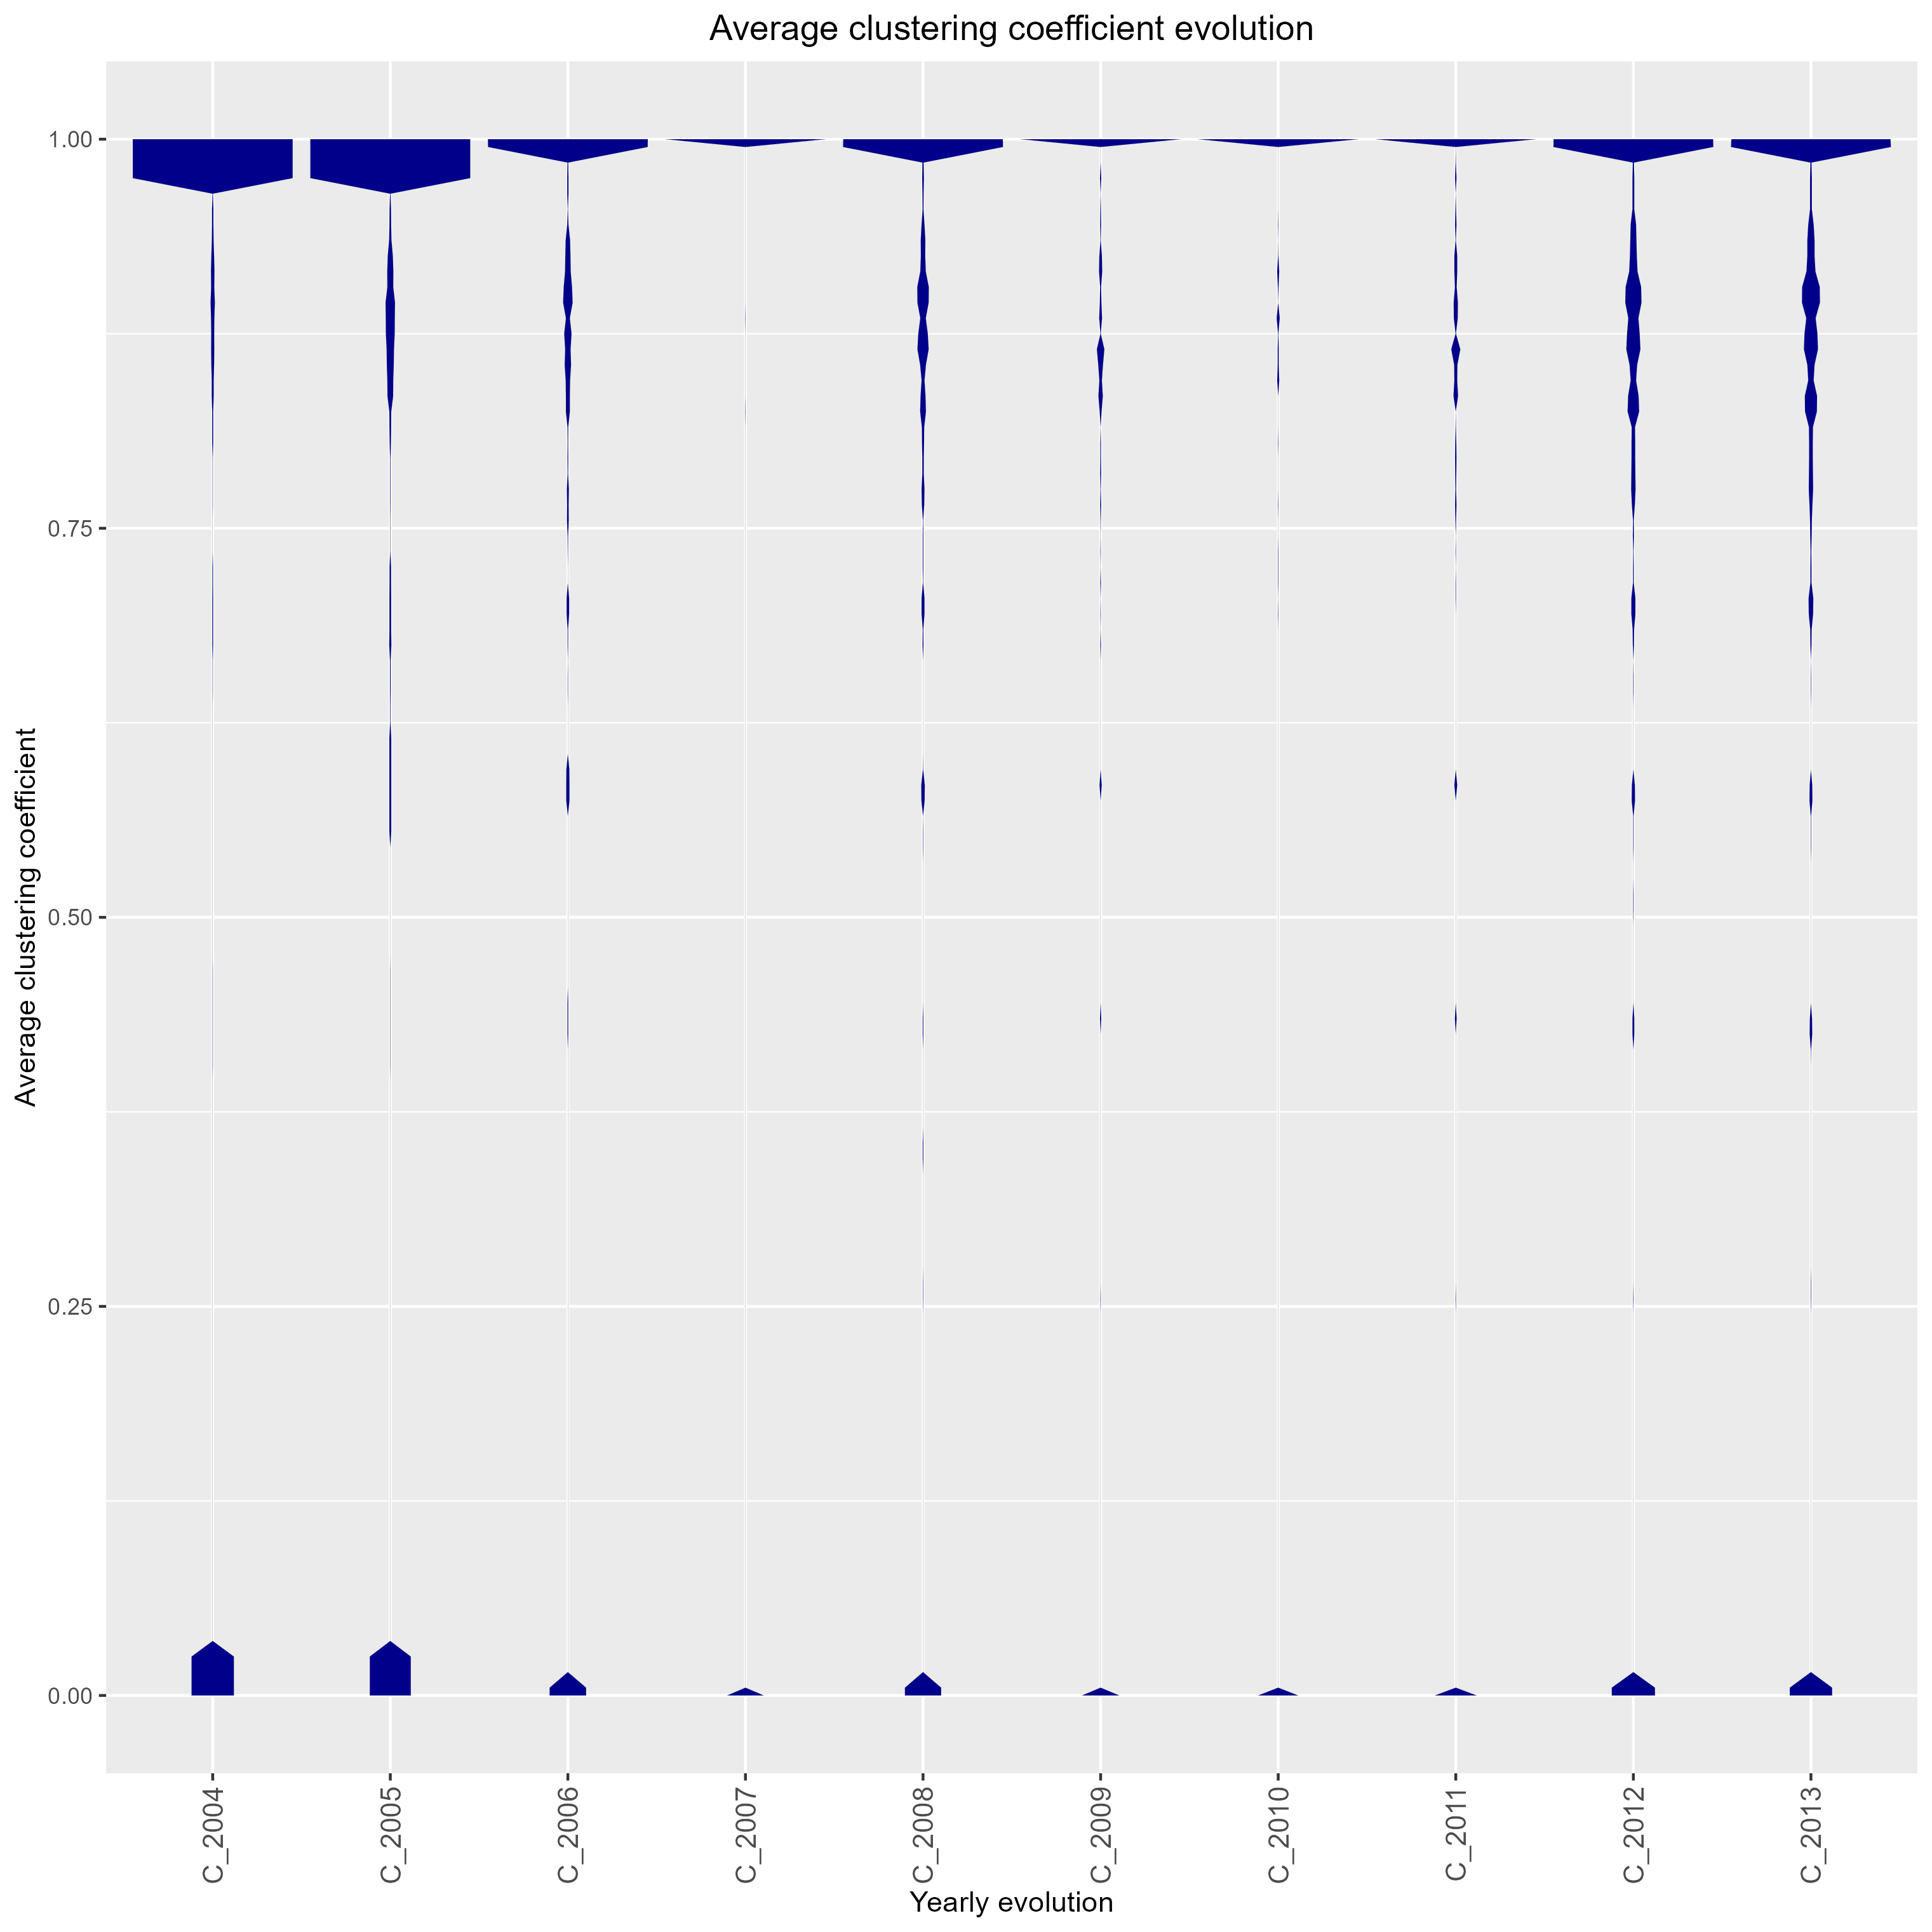 Average clustering coefficient evolution
Average clustering coefficient
1.00
0.75
0.50
0.25
0.00
C_2004
C_2005
C_2006
C_2007
C_2008
C_2009
C_2010
C_2011
C_2012
C_2013
Yearly evolution